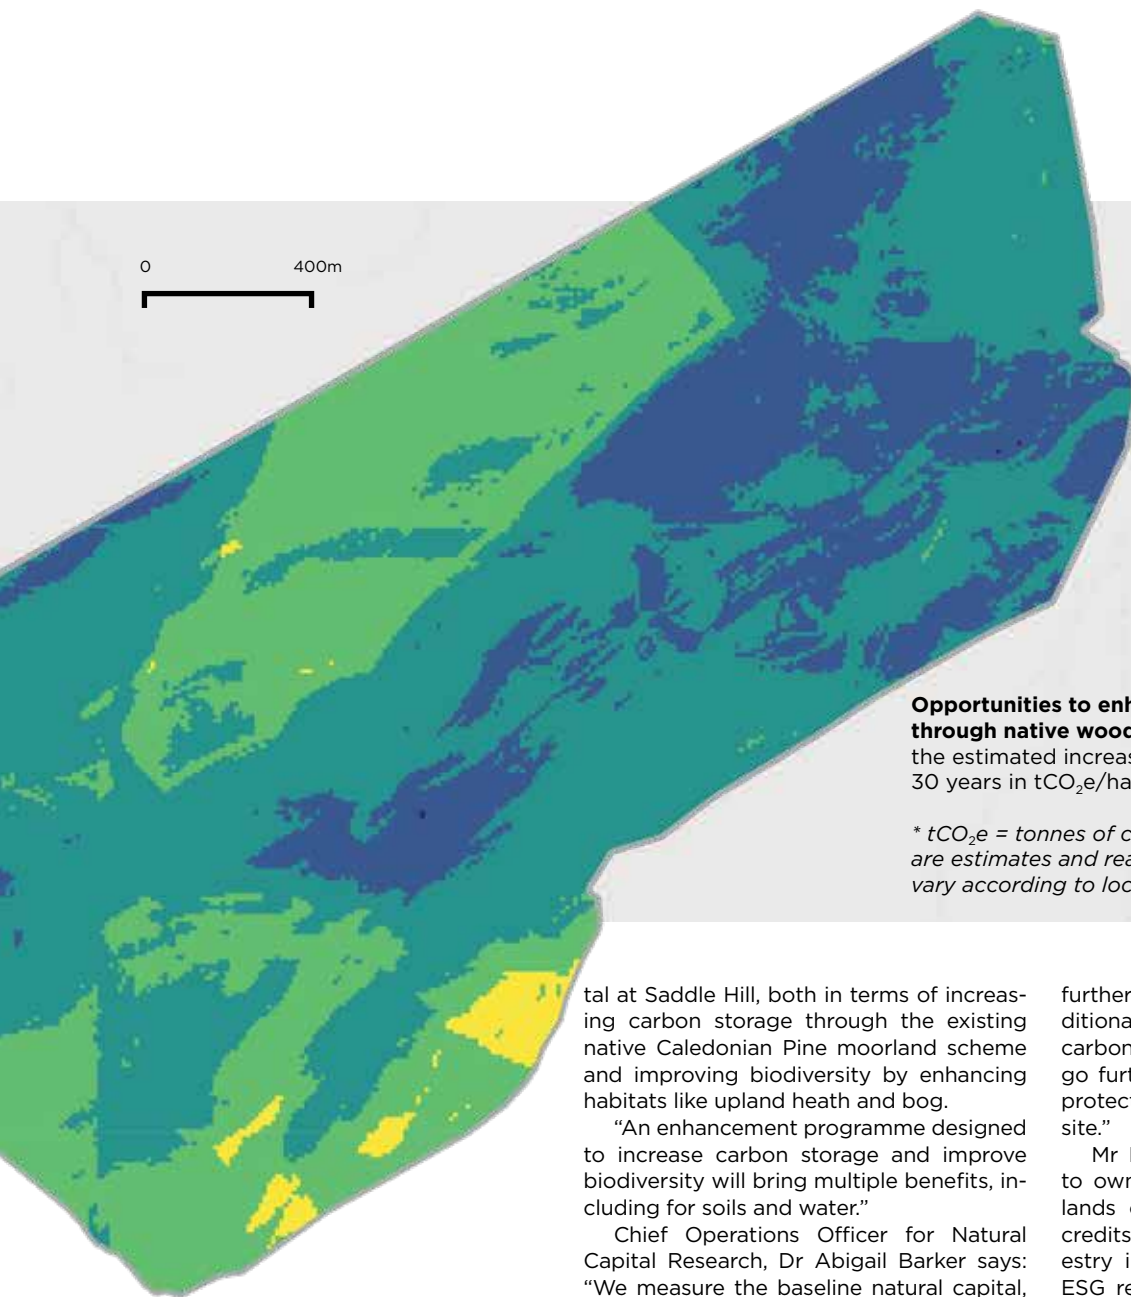 0 400m
Opportunities to enh
through native wood
the estimated increas
30 years in tCO₂e/ha
* tCO₂e = tonnes of c
are estimates and rea
vary according to loc
tal at Saddle Hill, both in terms of increas-
ing carbon storage through the existing
native Caledonian Pine moorland scheme
and improving biodiversity by enhancing
habitats like upland heath and bog.
“An enhancement programme designed
to increase carbon storage and improve
biodiversity will bring multiple benefits, in-
cluding for soils and water.”
Chief Operations Officer for Natural
Capital Research, Dr Abigail Barker says:
“We measure the baseline natural capital,
further
ditiona
carbon
go furt
protect
site.”
Mr
to own
lands
credits
estry i
ESG re